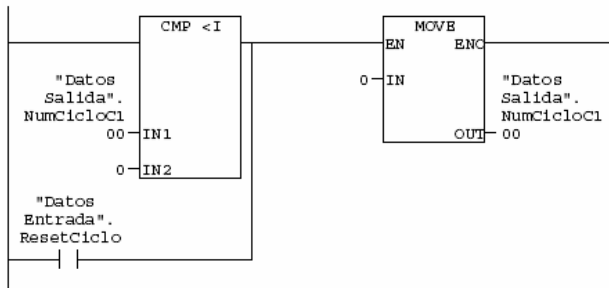 CMP <I
MOVE
EN ENO
"Datos
Salida".
NumCicloC1
00 IN1
0 IN2
0 IN
"Datos
Salida".
NumCicloC1
OUT 00
"Datos
Entrada".
ResetCiclo